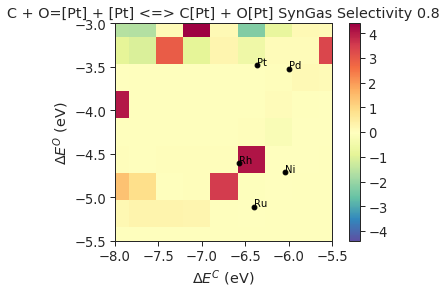 C + O=[Pt] + [Pt] <=> C[Pt] + O[Pt] SynGas Selectivity 0.8
−3.0
−3.5
−4.0
−4.5
−5.0
−5.5
ΔE^O (eV)
Pt
Pd
Rh
Ni
Ru
−8.0 −7.5 −7.0 −6.5 −6.0 −5.5
ΔE^C (eV)
4
3
2
1
0
−1
−2
−3
−4